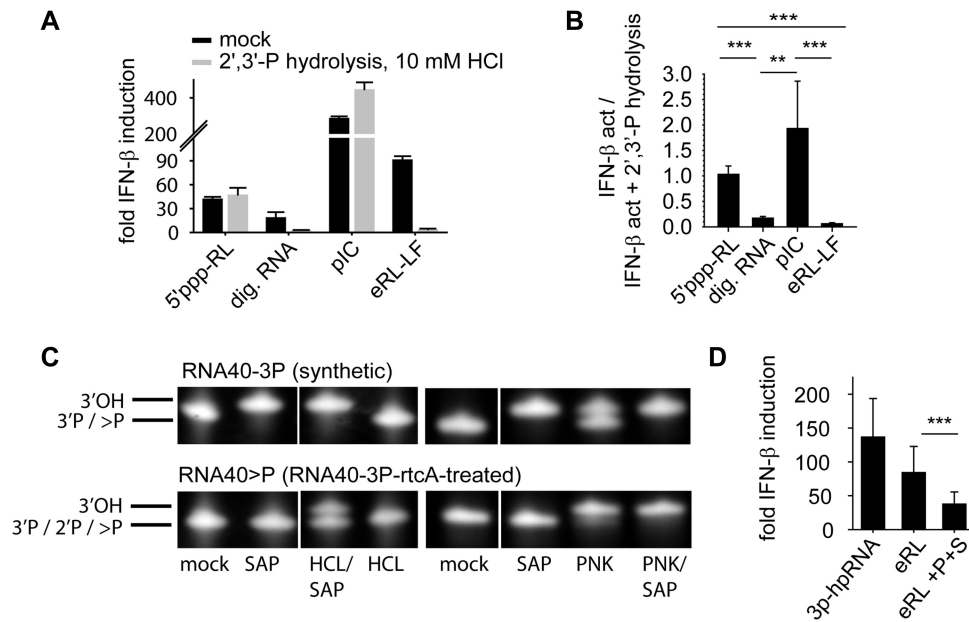 A
mock
2',3'-P hydrolysis, 10 mM HCl
fold IFN-β induction
400
200
90
60
30
0
5'ppp-RL
dig. RNA
pIC
eRL-LF
B
***
*** ***
**
IFN-β act /
IFN-β act + 2',3'-P hydrolysis
3.0
2.5
2.0
1.5
1.0
0.5
0.0
5'ppp-RL
dig. RNA
pIC
eRL-LF
C
RNA40-3P (synthetic)
3'OH
3'P / >P
RNA40>P (RNA40-3P-rtcA-treated)
3'OH
3'P / 2'P / >P
mock SAP HCL/ HCL mock SAP PNK PNK/
SAP SAP
D
fold IFN-β induction
200
150
100
50
0
***
3p-hpRNA
eRL
eRL +P+S